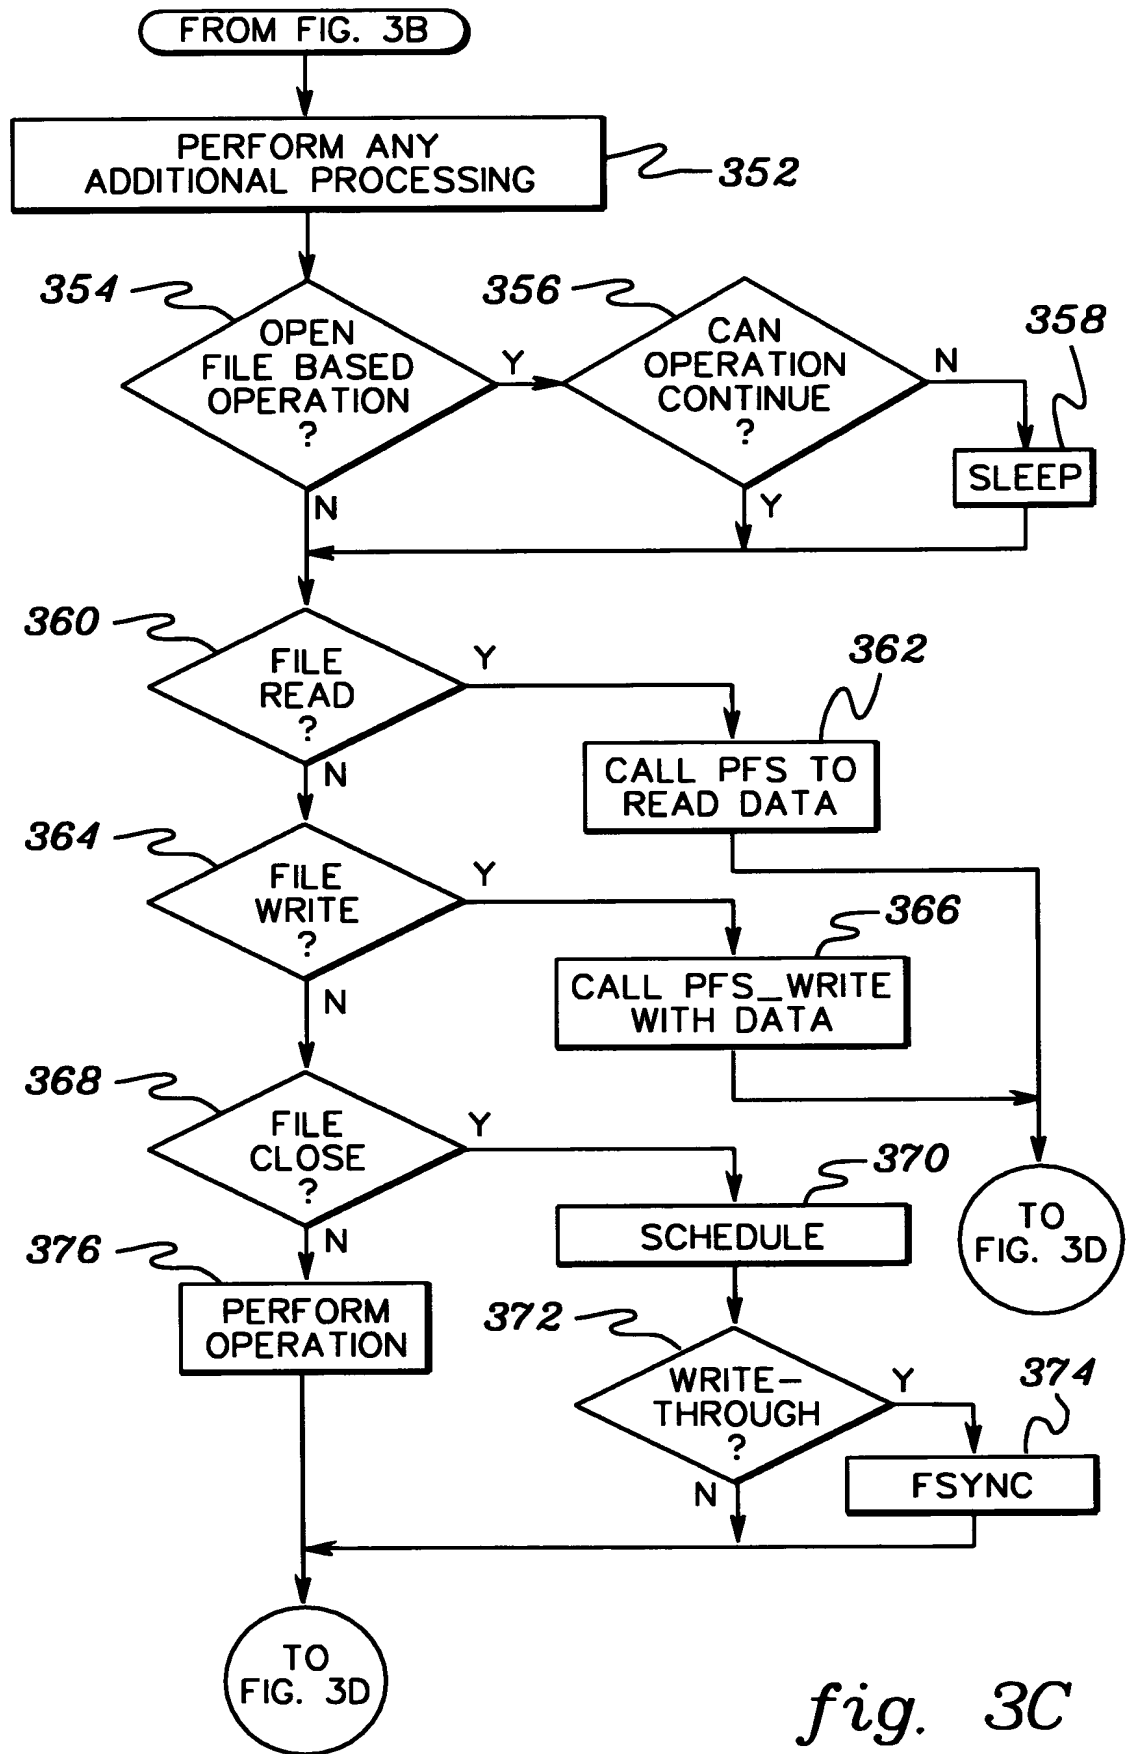 FROM FIG. 3B
PERFORM ANY
ADDITIONAL PROCESSING
352
354
OPEN
FILE BASED
OPERATION
?
Y
N
356
CAN
OPERATION
CONTINUE
?
N
Y
358
SLEEP
360
FILE
READ
?
Y
N
362
CALL PFS TO
READ DATA
364
FILE
WRITE
?
Y
N
366
CALL PFS_WRITE
WITH DATA
368
FILE
CLOSE
?
Y
N
370
SCHEDULE
TO
FIG. 3D
376
PERFORM
OPERATION
372
WRITE-
THROUGH
?
Y
N
374
FSYNC
TO
FIG. 3D
fig. 3C